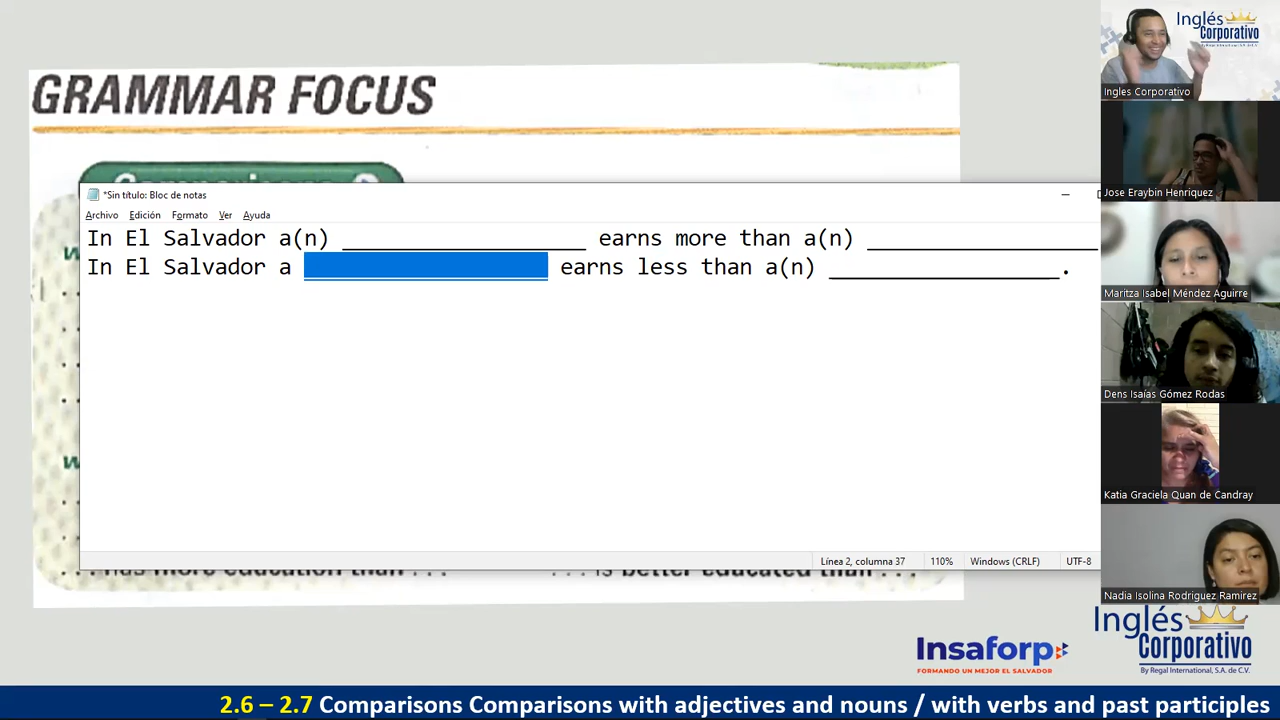 GRAMMAR FOCUS
*Sin título: Bloc de notas
Archivo Edición Formato Ver Ayuda
In El Salvador a(n) ___________________ earns more than a(n) __________________
In El Salvador a ___________________ earns less than a(n) __________________.
Línea 2, columna 37 110% Windows (CRLF) UTF-8
. . . has more education than . . . . . . is better educated than . . .
Inglés Corporativo
By Regal International, S.A. de C.V.
Ingles Corporativo
Jose Eraybin Henriquez
Maritza Isabel Méndez Aguirre
Dens Isaías Gómez Rodas
Katia Graciela Quan de Candray
Nadia Isolina Rodriguez Ramirez
Insaforp
FORMANDO UN MEJOR EL SALVADOR
Inglés Corporativo
By Regal International, S.A. de C.V.
2.6 – 2.7 Comparisons Comparisons with adjectives and nouns / with verbs and past participles